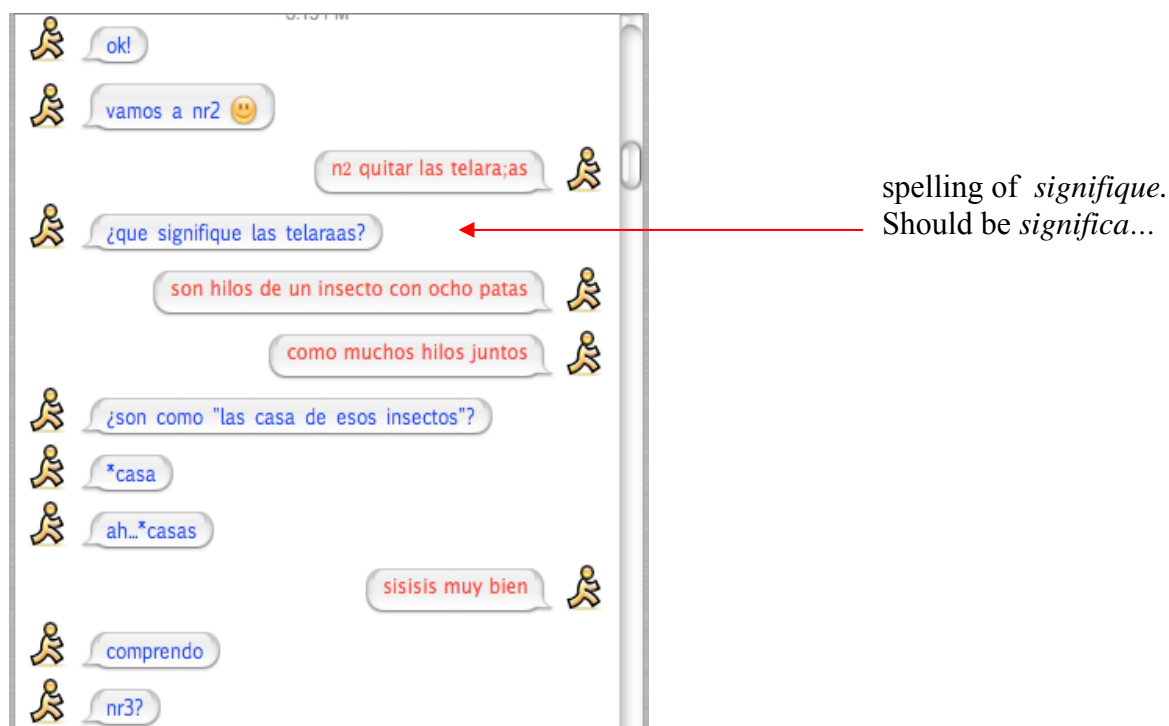 ok!
vamos a nr2
n2 quitar las telara;as
¿que signifique las telaraas?
spelling of signifique.
Should be significa...
son hilos de un insecto con ocho patas
como muchos hilos juntos
¿son como "las casa de esos insectos"?
*casa
ah...*casas
sisisis muy bien
comprendo
nr3?